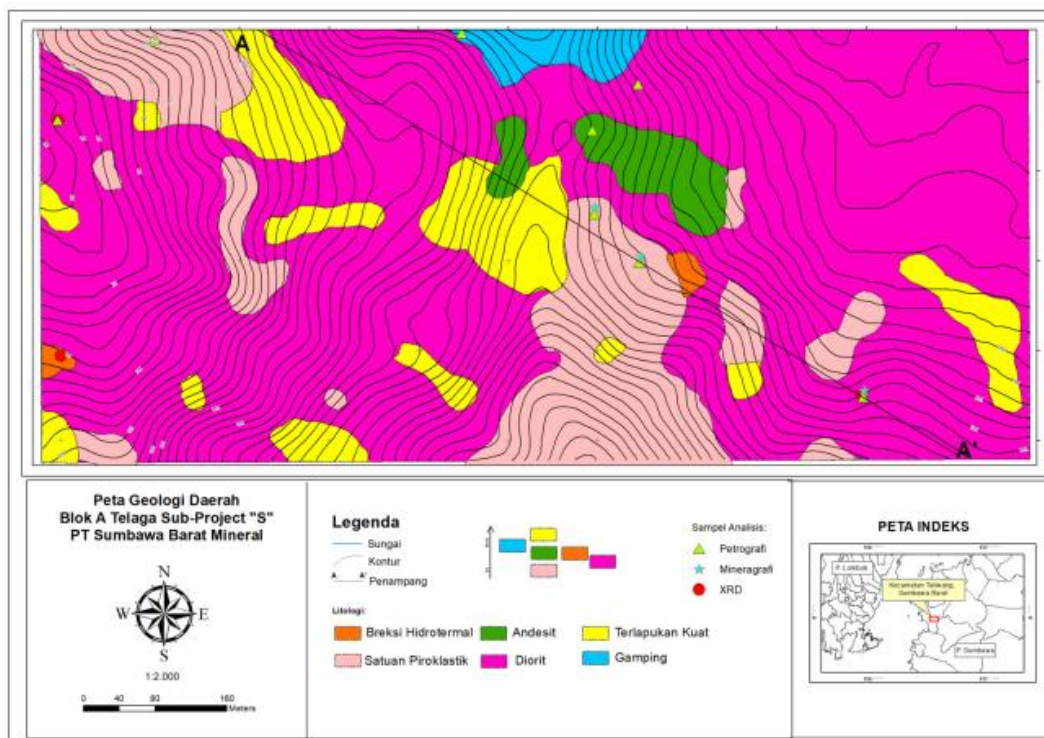 A
A'
Peta Geologi Daerah
Blok A Telaga Sub-Project "S"
PT Sumbawa Barat Mineral
N
W E
S
1:2.000
0 40 80 160
Meters
Legenda
Sungai
Kontur
A A' Penampang
Litologi:
Breksi Hidrotermal
Andesit
Terlapukan Kuat
Satuan Piroklastik
Diorit
Gamping
Sampel Analisis:
Petrografi
Mineragrafi
XRD
PETA INDEKS
P. Lombok
Kecamatan Taliwang,
Sumbawa Barat
P. Sumbawa